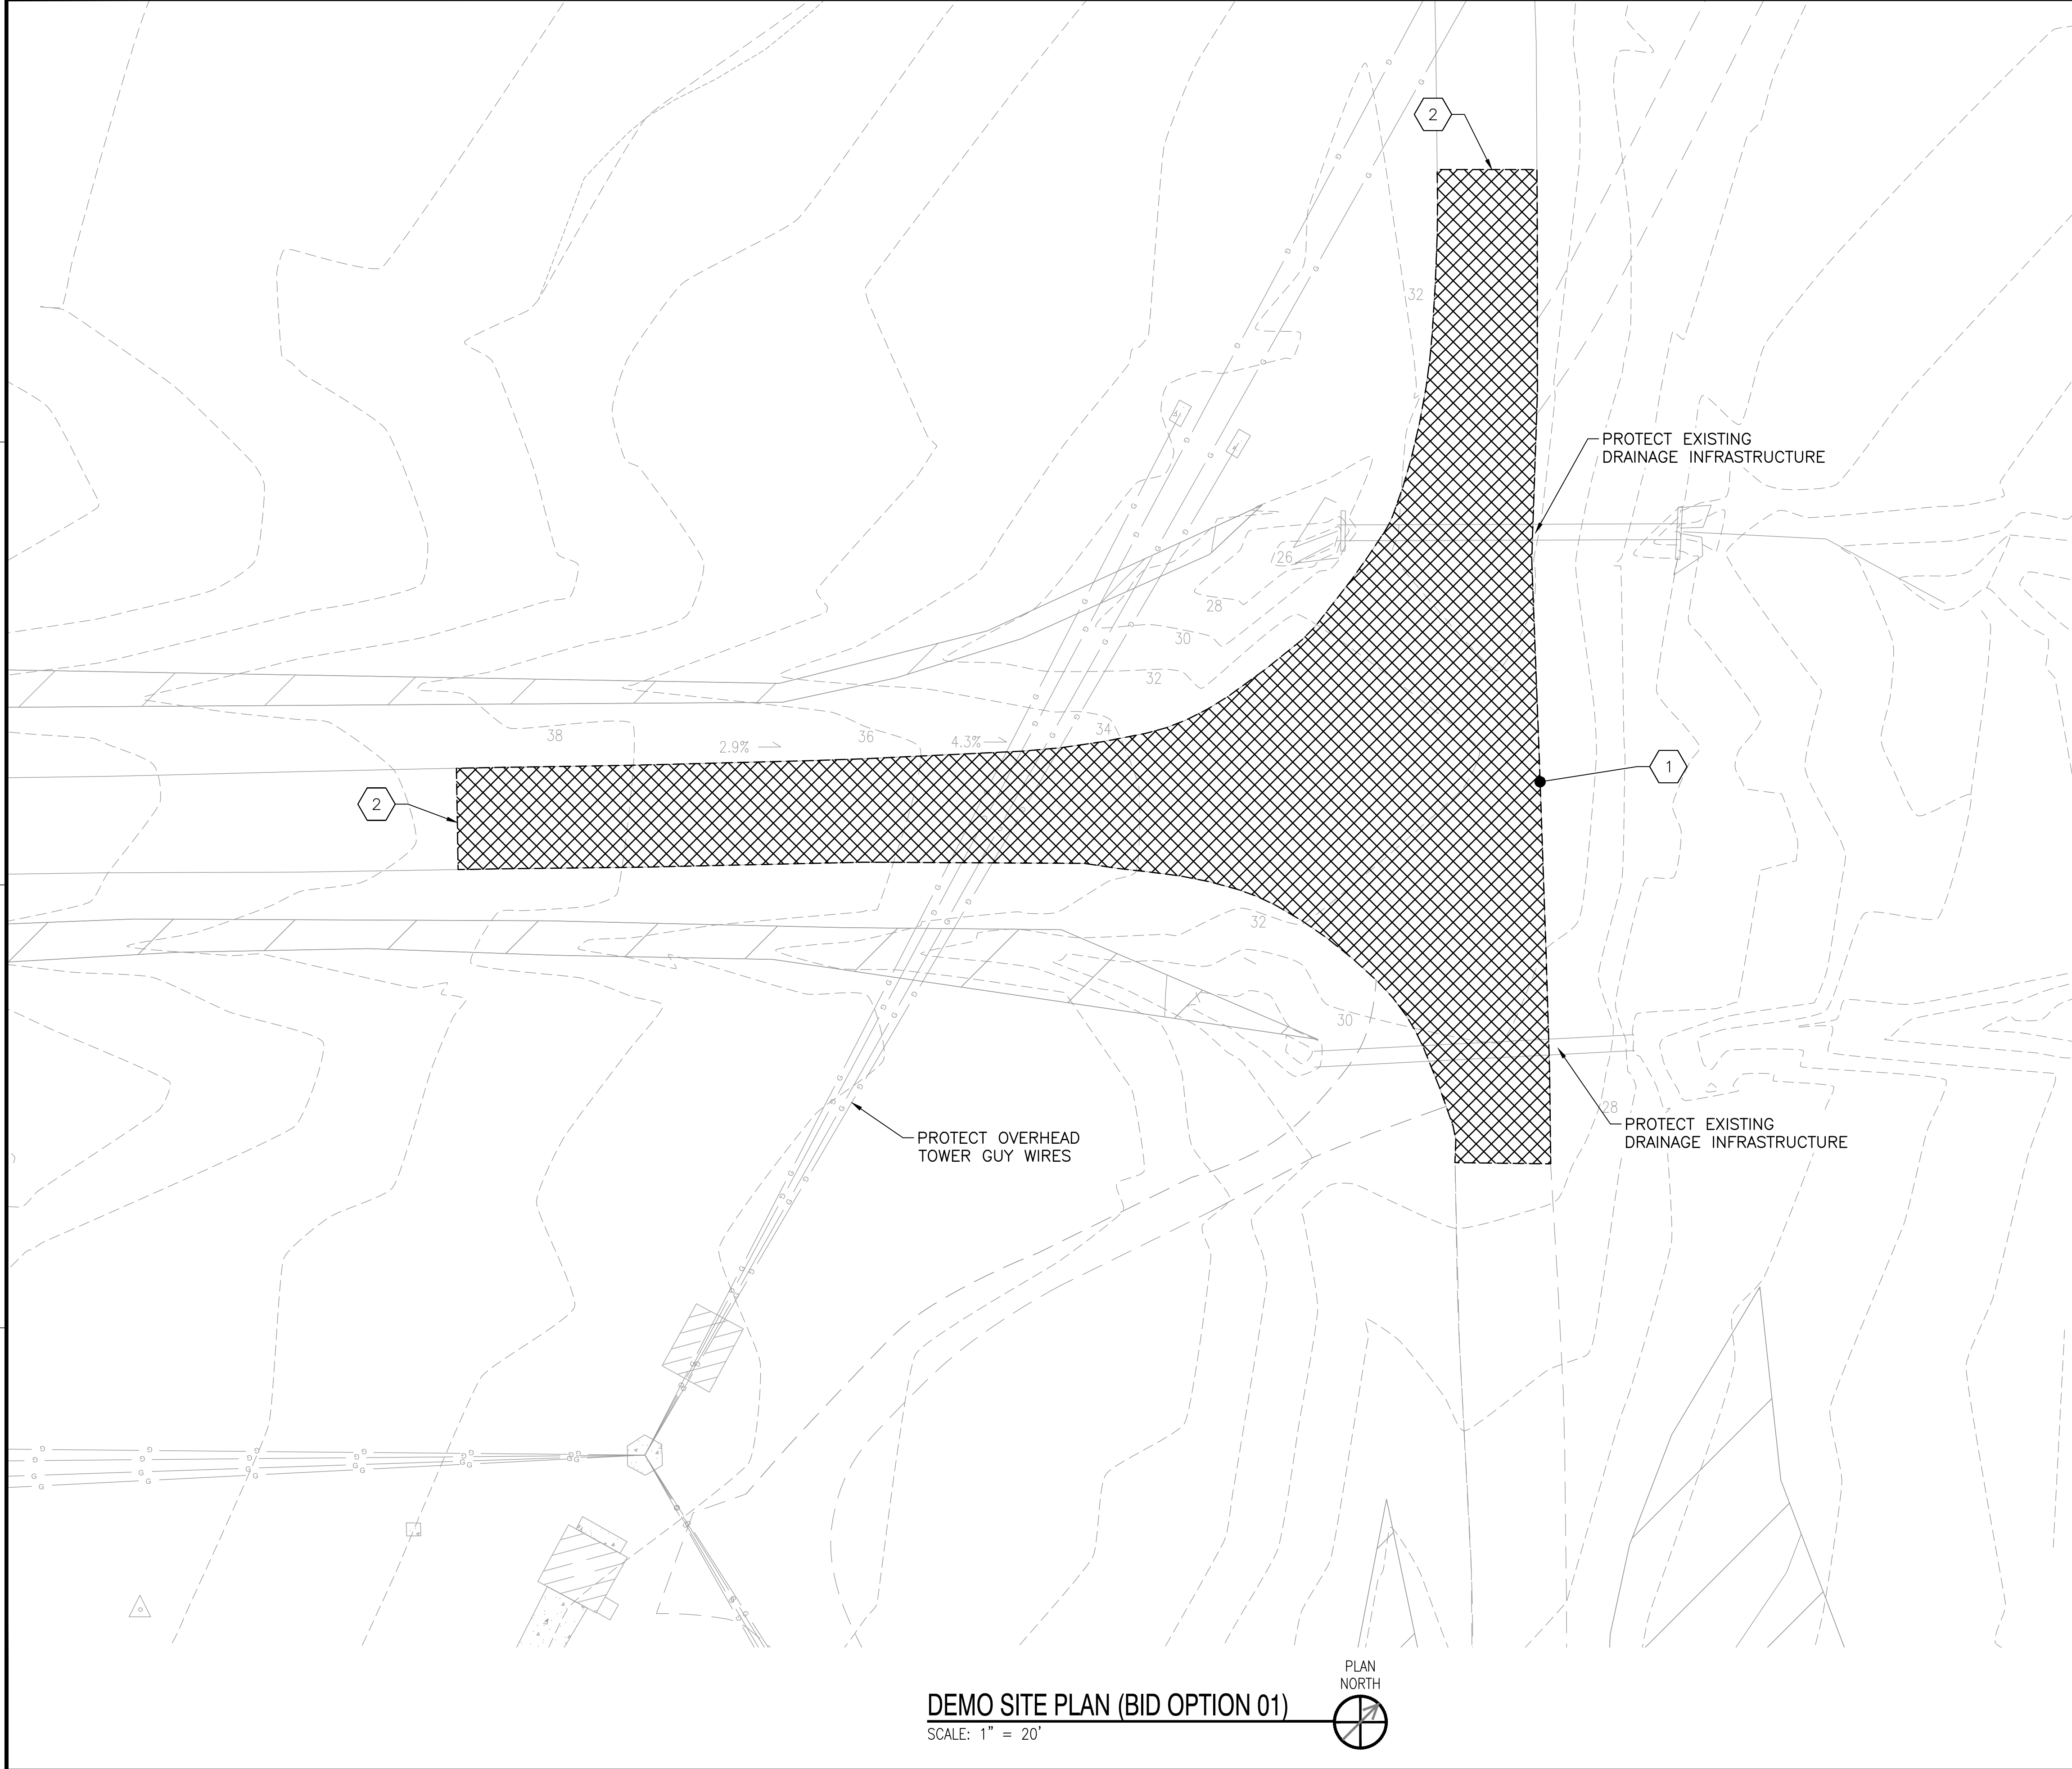 2
32
PROTECT EXISTING
DRAINAGE INFRASTRUCTURE
26
28
30
32
34
38
2.9%
36
4.3%
2
1
32
30
28
PROTECT EXISTING
DRAINAGE INFRASTRUCTURE
PROTECT OVERHEAD
TOWER GUY WIRES
PLAN
NORTH
DEMO SITE PLAN (BID OPTION 01)
SCALE: 1" = 20'